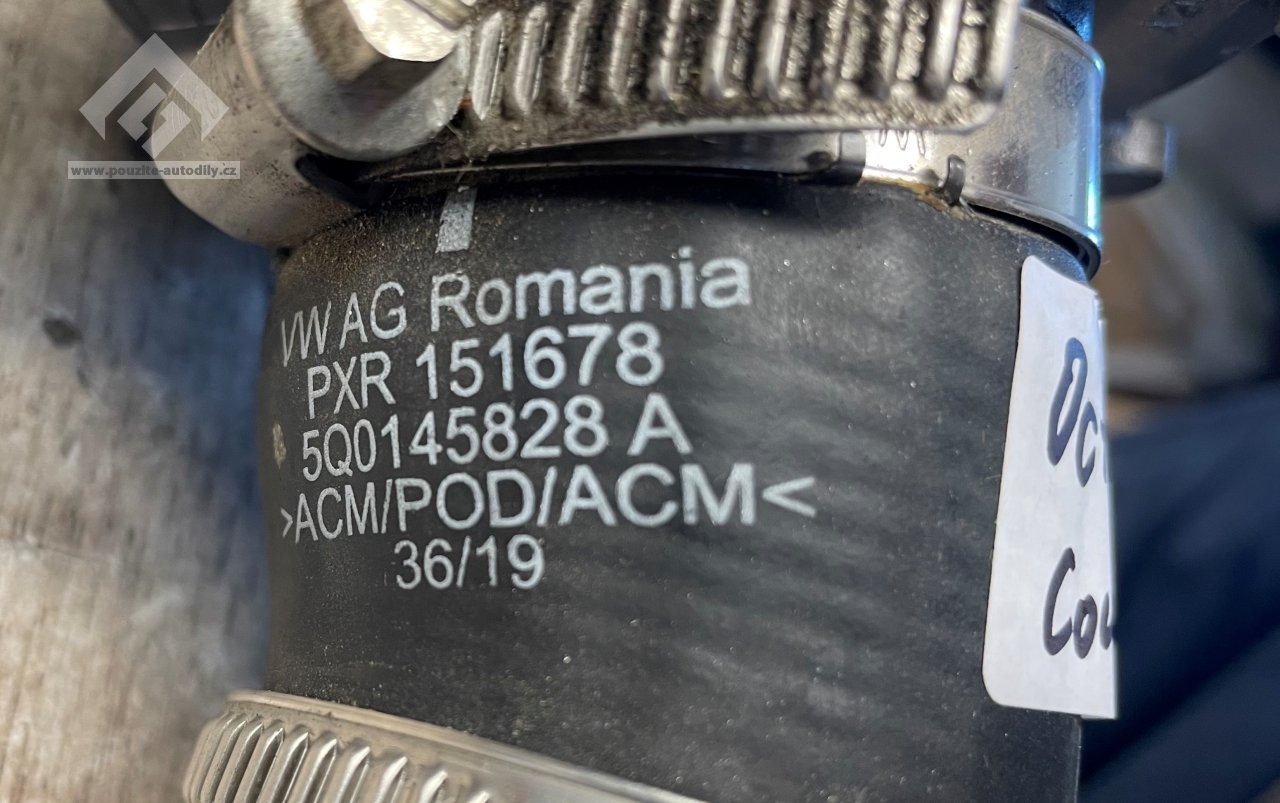 www.pouzite-autodily.cz
VW AG Romania
PXR 151678
5Q0145828 A
>ACM/POD/ACM<
36/19